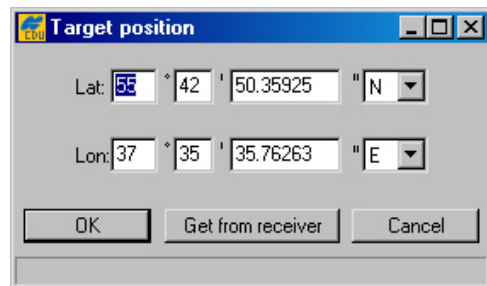 CDU Target position
Lat: 55 ° 42 ' 50.35925 " N
Lon: 37 ° 35 ' 35.76263 " E
OK Get from receiver Cancel